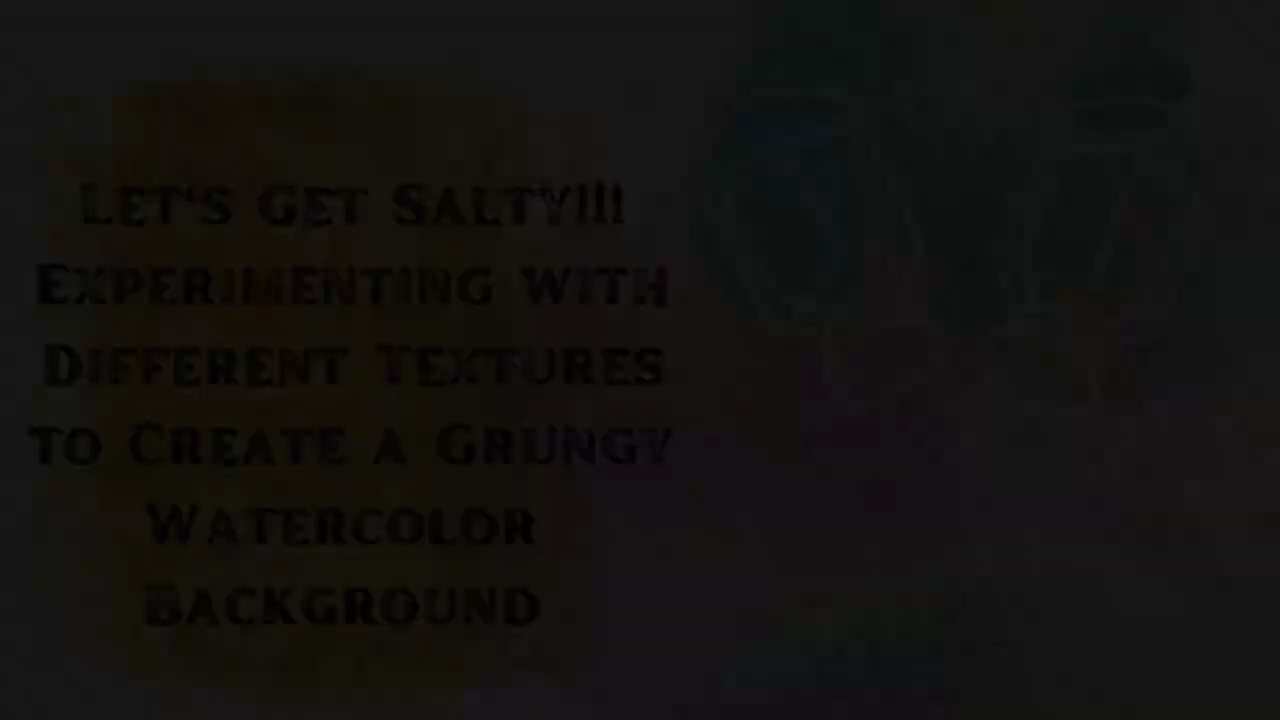 Let's Get Salty!!!
Experimenting with
Different Textures
to Create a Grungy
Watercolor
Background